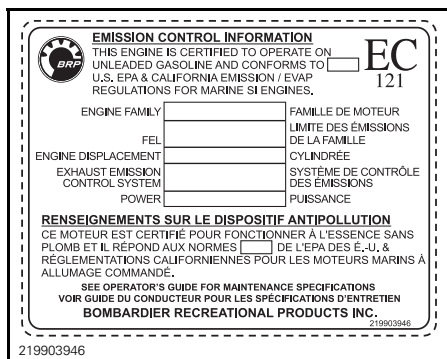 EMISSION CONTROL INFORMATION
THIS ENGINE IS CERTIFIED TO OPERATE ON
UNLEADED GASOLINE AND CONFORMS TO
U.S. EPA & CALIFORNIA EMISSION / EVAP
REGULATIONS FOR MARINE SI ENGINES.
BRP
EC
121
ENGINE FAMILY FAMILLE DE MOTEUR
LIMITE DES ÉMISSIONS
FEL DE LA FAMILLE
ENGINE DISPLACEMENT CYLINDRÉE
EXHAUST EMISSION SYSTÈME DE CONTRÔLE
CONTROL SYSTEM DES ÉMISSIONS
POWER PUISSANCE
RENSEIGNEMENTS SUR LE DISPOSITIF ANTIPOLLUTION
CE MOTEUR EST CERTIFIÉ POUR FONCTIONNER À L'ESSENCE SANS
PLOMB ET IL RÉPOND AUX NORMES DE L'EPA DES É.-U. &
RÉGLEMENTATIONS CALIFORNIENNES POUR LES MOTEURS MARINS À
ALLUMAGE COMMANDÉ.
SEE OPERATOR'S GUIDE FOR MAINTENANCE SPECIFICATIONS
VOIR GUIDE DU CONDUCTEUR POUR LES SPÉCIFICATIONS D'ENTRETIEN
BOMBARDIER RECREATIONAL PRODUCTS INC.
219903946
219903946